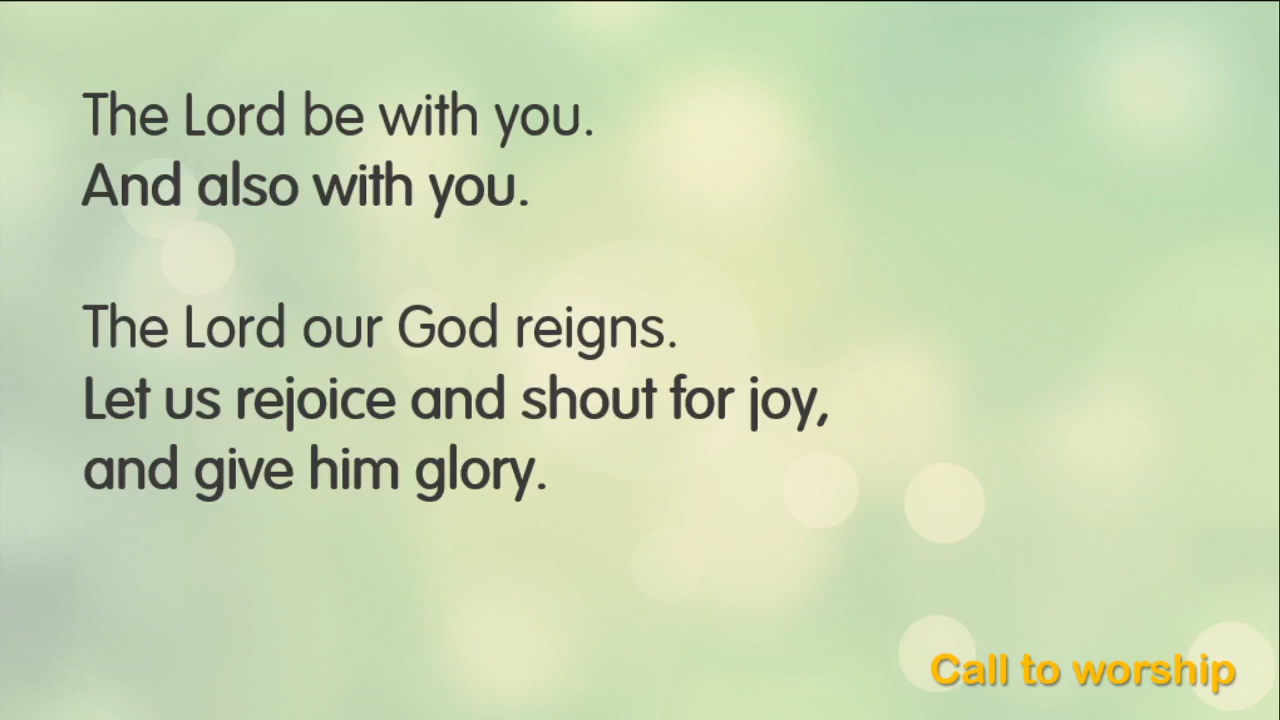 The Lord be with you.
And also with you.
The Lord our God reigns.
Let us rejoice and shout for joy,
and give him glory.
Call to worship